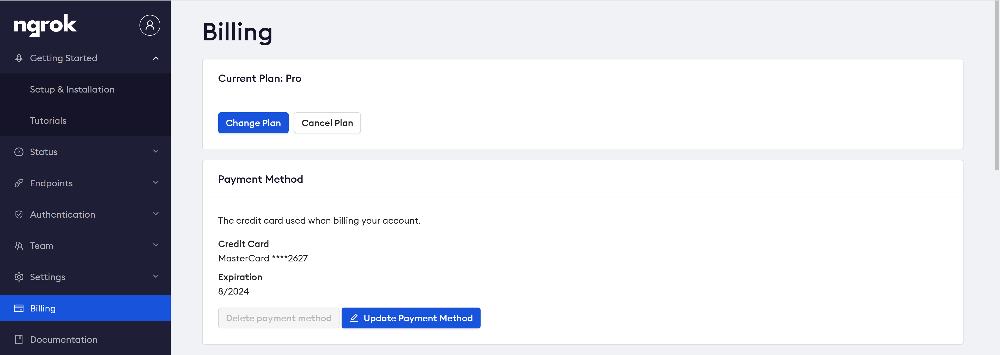 ngrok
Getting Started
Setup & Installation
Tutorials
Status
Endpoints
Authentication
Team
Settings
Billing
Documentation
Billing
Current Plan: Pro
Change Plan
Cancel Plan
Payment Method
The credit card used when billing your account.
Credit Card
MasterCard ****2627
Expiration
8/2024
Delete payment method
Update Payment Method